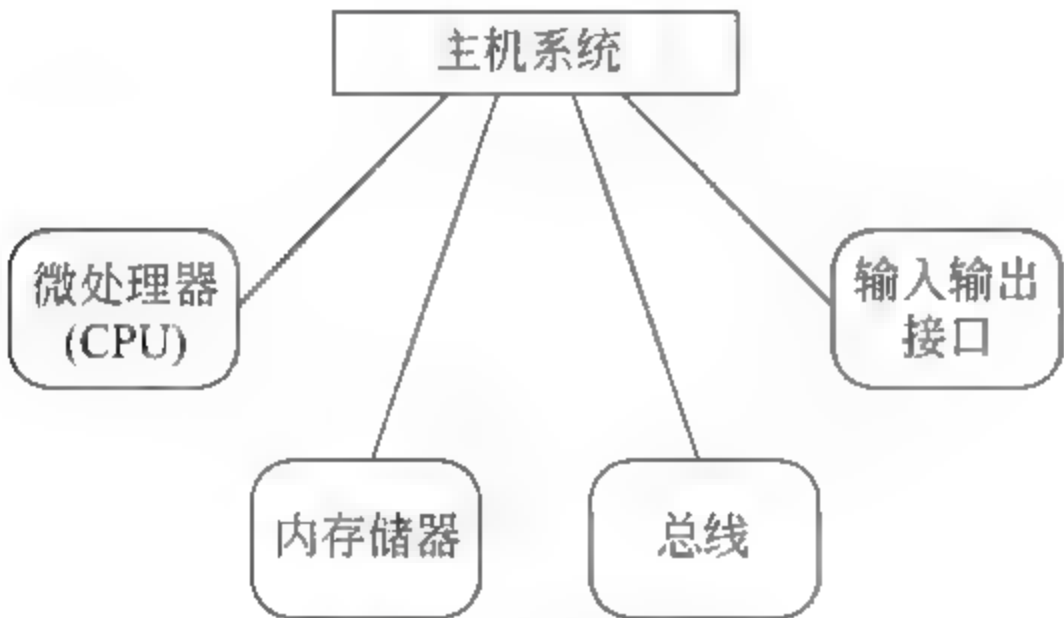 主机系统
微处理器
(CPU)
输入输出
接口
内存储器
总线